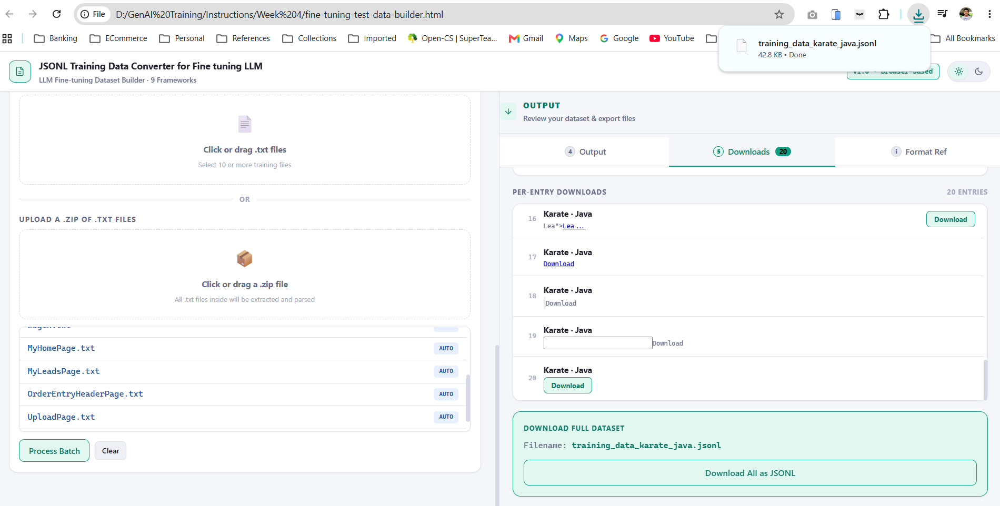 File
D:/GenAI%20Training/Instructions/Week%204/fine-tuning-test-data-builder.html
Banking
ECommerce
Personal
References
Collections
Imported
Open-CS | SuperTea...
Gmail
Maps
Google
YouTube
All Bookmarks
training_data_karate_java.jsonl
42.8 KB • Done
JSONL Training Data Converter for Fine tuning LLM
LLM Fine-tuning Dataset Builder · 9 Frameworks
v1.0 · Browser-based
Click or drag .txt files
Select 10 or more training files
OR
UPLOAD A .ZIP OF .TXT FILES
Click or drag a .zip file
All .txt files inside will be extracted and parsed
Login.txt
MyHomePage.txt
AUTO
MyLeadsPage.txt
AUTO
OrderEntryHeaderPage.txt
AUTO
UploadPage.txt
AUTO
Process Batch
Clear
OUTPUT
Review your dataset & export files
4 Output
5 Downloads 20
i Format Ref
PER-ENTRY DOWNLOADS
20 ENTRIES
16
Karate · Java
Lea">Lea...
Download
17
Karate · Java
Download
18
Karate · Java
Download
19
Karate · Java
Download
20
Karate · Java
Download
DOWNLOAD FULL DATASET
Filename: training_data_karate_java.jsonl
Download All as JSONL